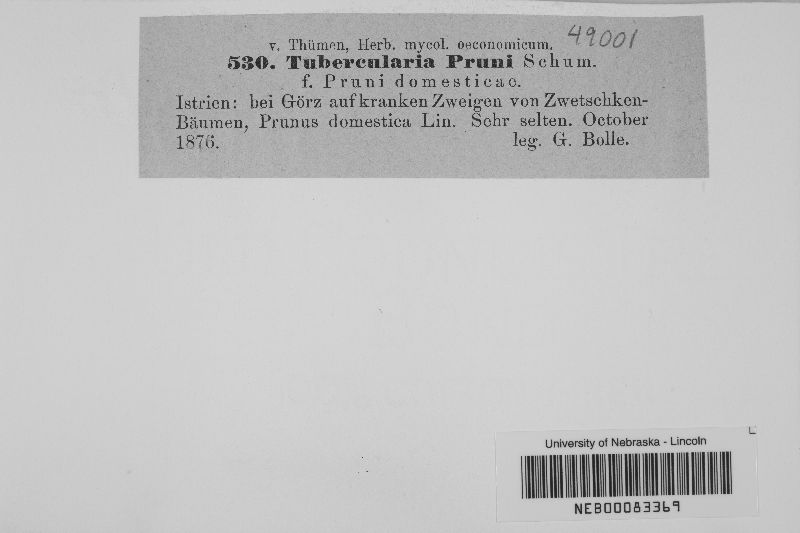 v. Thümen, Herb. mycol. oeconomicum. 49001
530. Tubercularia Pruni Schum.
f. Pruni domesticae.
Istrien: bei Görz auf kranken Zweigen von Zwetschken-
Bäumen, Prunus domestica Lin. Sehr selten. October
1876. leg. G. Bolle.
University of Nebraska - Lincoln
NEB00083369